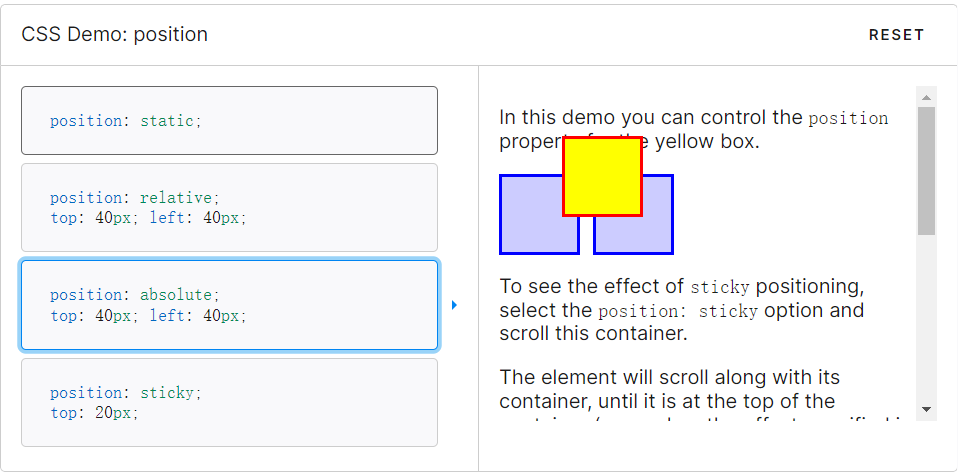 CSS Demo: position
RESET
position: static;
position: relative;
top: 40px; left: 40px;
position: absolute;
top: 40px; left: 40px;
position: sticky;
top: 20px;
In this demo you can control the position
yellow box.
To see the effect of sticky positioning,
select the position: sticky option and
scroll this container.
The element will scroll along with its
container, until it is at the top of the